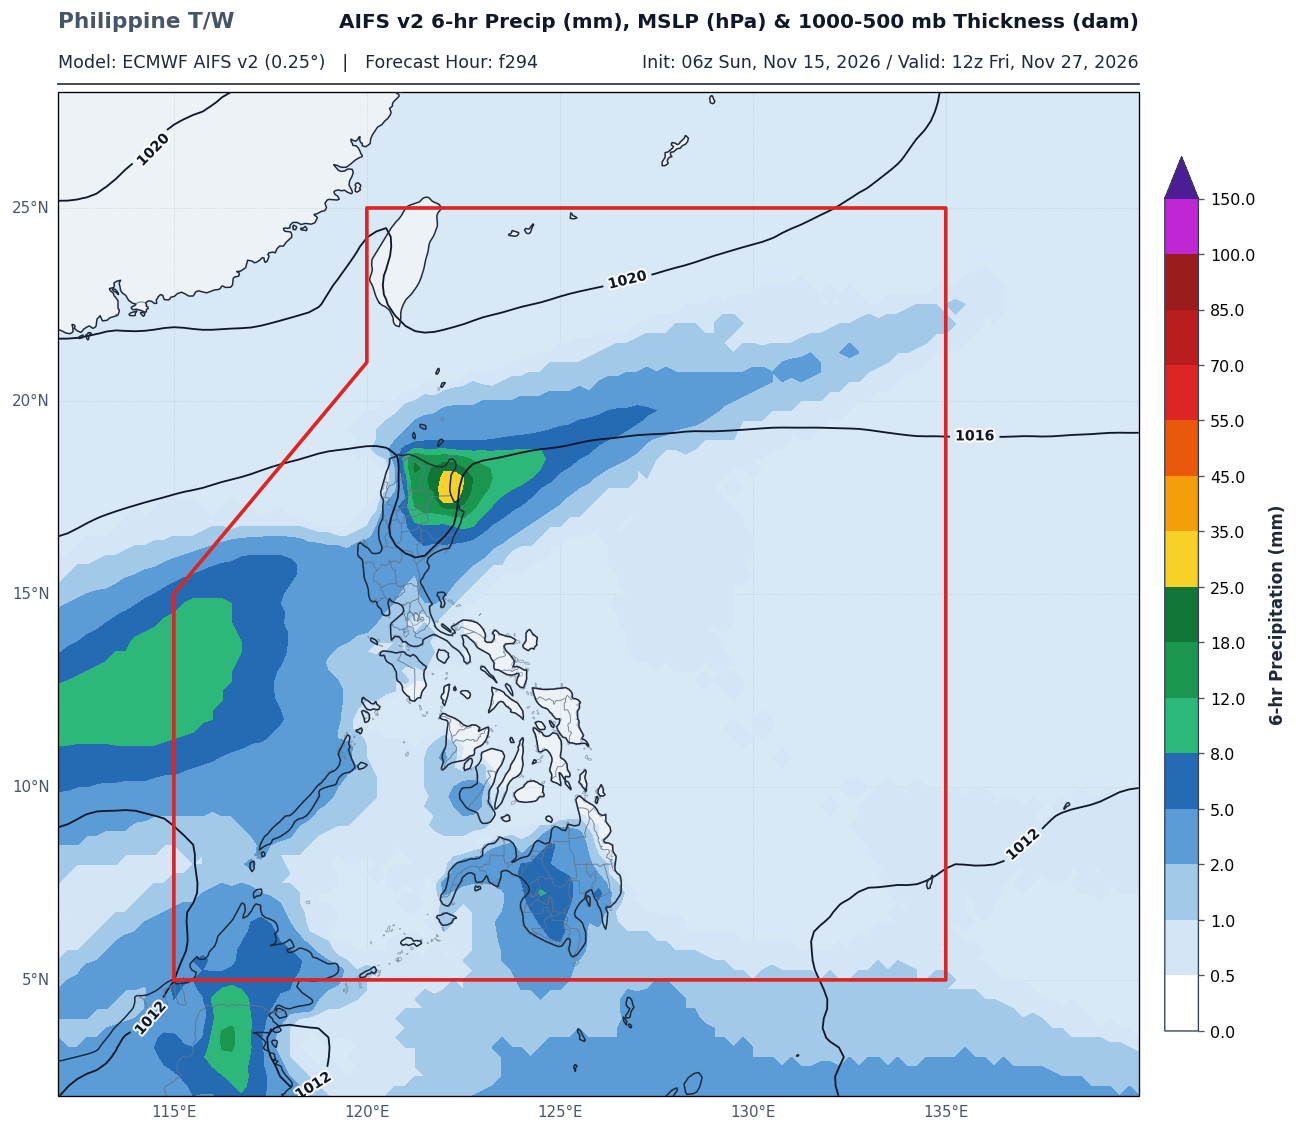 Philippine T/W
AIFS v2 6-hr Precip (mm), MSLP (hPa) & 1000-500 mb Thickness (dam)
Model: ECMWF AIFS v2 (0.25°)   |   Forecast Hour: f294
Init: 06z Sun, Nov 15, 2026 / Valid: 12z Fri, Nov 27, 2026
1020
1020
1016
1012
1012
1012
25°N
20°N
15°N
10°N
5°N
115°E
120°E
125°E
130°E
135°E
150.0
100.0
85.0
70.0
55.0
45.0
35.0
25.0
18.0
12.0
8.0
5.0
2.0
1.0
0.5
0.0
6-hr Precipitation (mm)